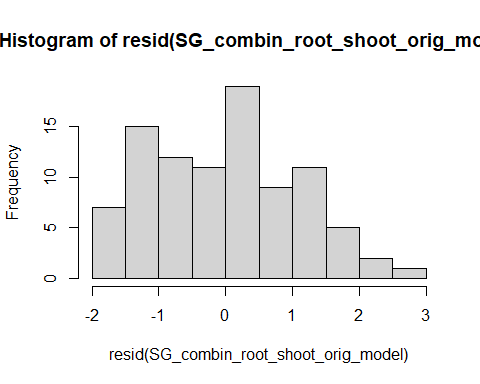 Histogram of resid(SG_combin_root_shoot_orig_mo
Frequency
15
10
5
0
-2 -1 0 1 2 3
resid(SG_combin_root_shoot_orig_model)